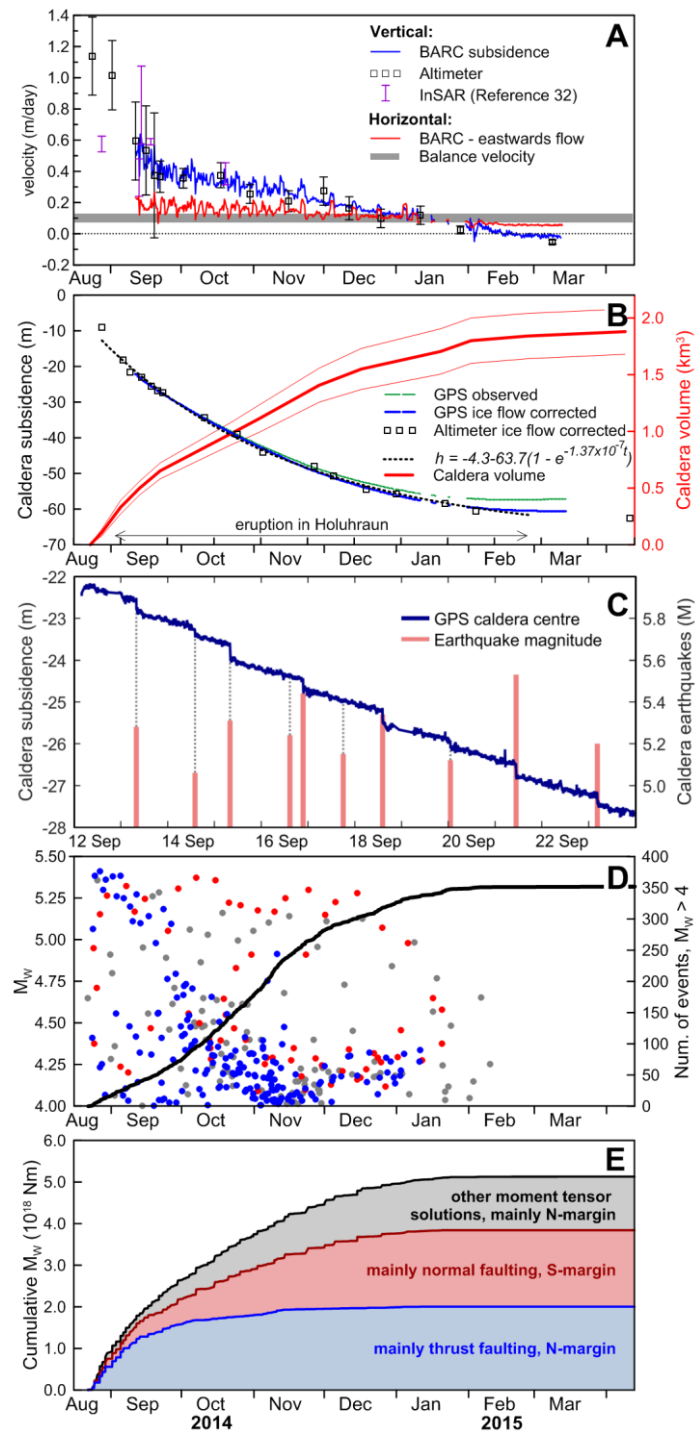 A
1.4
1.2
1.0
0.8
0.6
0.4
0.2
0.0
-0.2
velocity (m/day)
Vertical:
BARC subsidence
Altimeter
InSAR (Reference 32)
Horizontal:
BARC - eastwards flow
Balance velocity
Aug Sep Oct Nov Dec Jan Feb Mar
B
0
-10
-20
-30
-40
-50
-60
-70
Caldera subsidence (m)
2.0
1.5
1.0
0.5
0.0
Caldera volume (km³)
GPS observed
GPS ice flow corrected
Altimeter ice flow corrected
h = -4.3-63.7(1 - e^-1.37x10^-7 t)
Caldera volume
eruption in Holuhraun
Aug Sep Oct Nov Dec Jan Feb Mar
C
-22
-23
-24
-25
-26
-27
-28
Caldera subsidence (m)
GPS caldera centre
Earthquake magnitude
5.8
5.6
5.4
5.2
5.0
Caldera earthquakes (M)
12 Sep 14 Sep 16 Sep 18 Sep 20 Sep 22 Sep
D
5.50
5.25
5.00
4.75
4.50
4.25
4.00
Mw
400
350
300
250
200
150
100
50
0
Num. of events, Mw > 4
Aug Sep Oct Nov Dec Jan Feb Mar
E
6.0
5.0
4.0
3.0
2.0
1.0
0.0
Cumulative Mw (10¹⁸ Nm)
other moment tensor
solutions, mainly N-margin
mainly normal faulting, S-margin
mainly thrust faulting, N-margin
Aug Sep Oct Nov Dec Jan Feb Mar
2014 2015